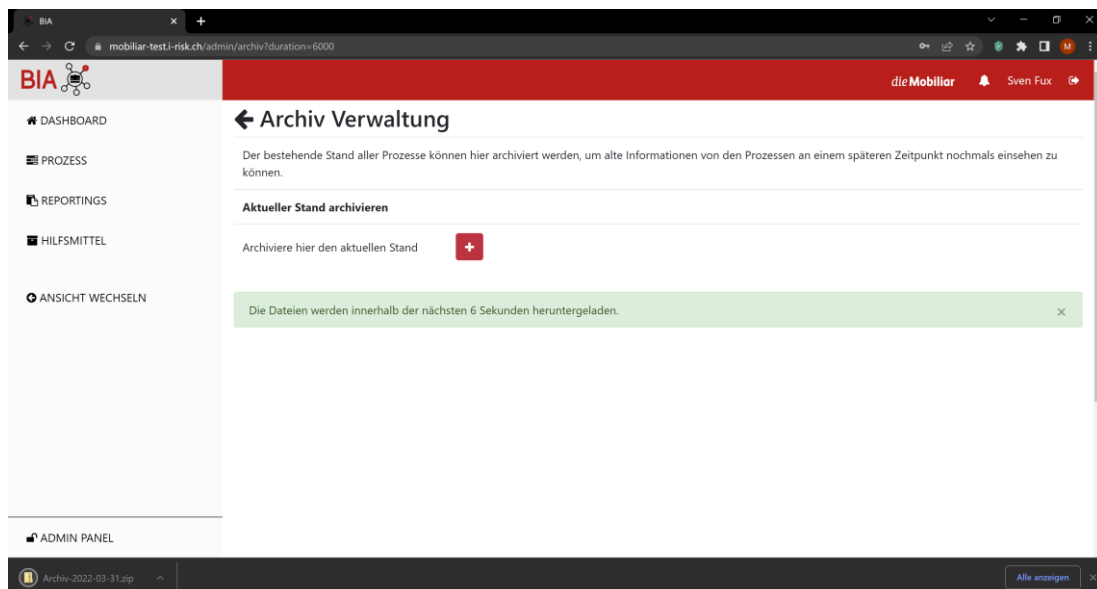 BIA
mobiliar-test.i-risk.ch/admin/archiv?duration=6000
M
BIA
die Mobiliar
Sven Fux
DASHBOARD
PROZESS
REPORTINGS
HILFSMITTEL
ANSICHT WECHSELN
ADMIN PANEL
Archiv Verwaltung
Der bestehende Stand aller Prozesse können hier archiviert werden, um alte Informationen von den Prozessen an einem späteren Zeitpunkt nochmals einsehen zu
können.
Aktueller Stand archivieren
Archiviere hier den aktuellen Stand
Die Dateien werden innerhalb der nächsten 6 Sekunden heruntergeladen.
Archiv-2022-03-31.zip
Alle anzeigen